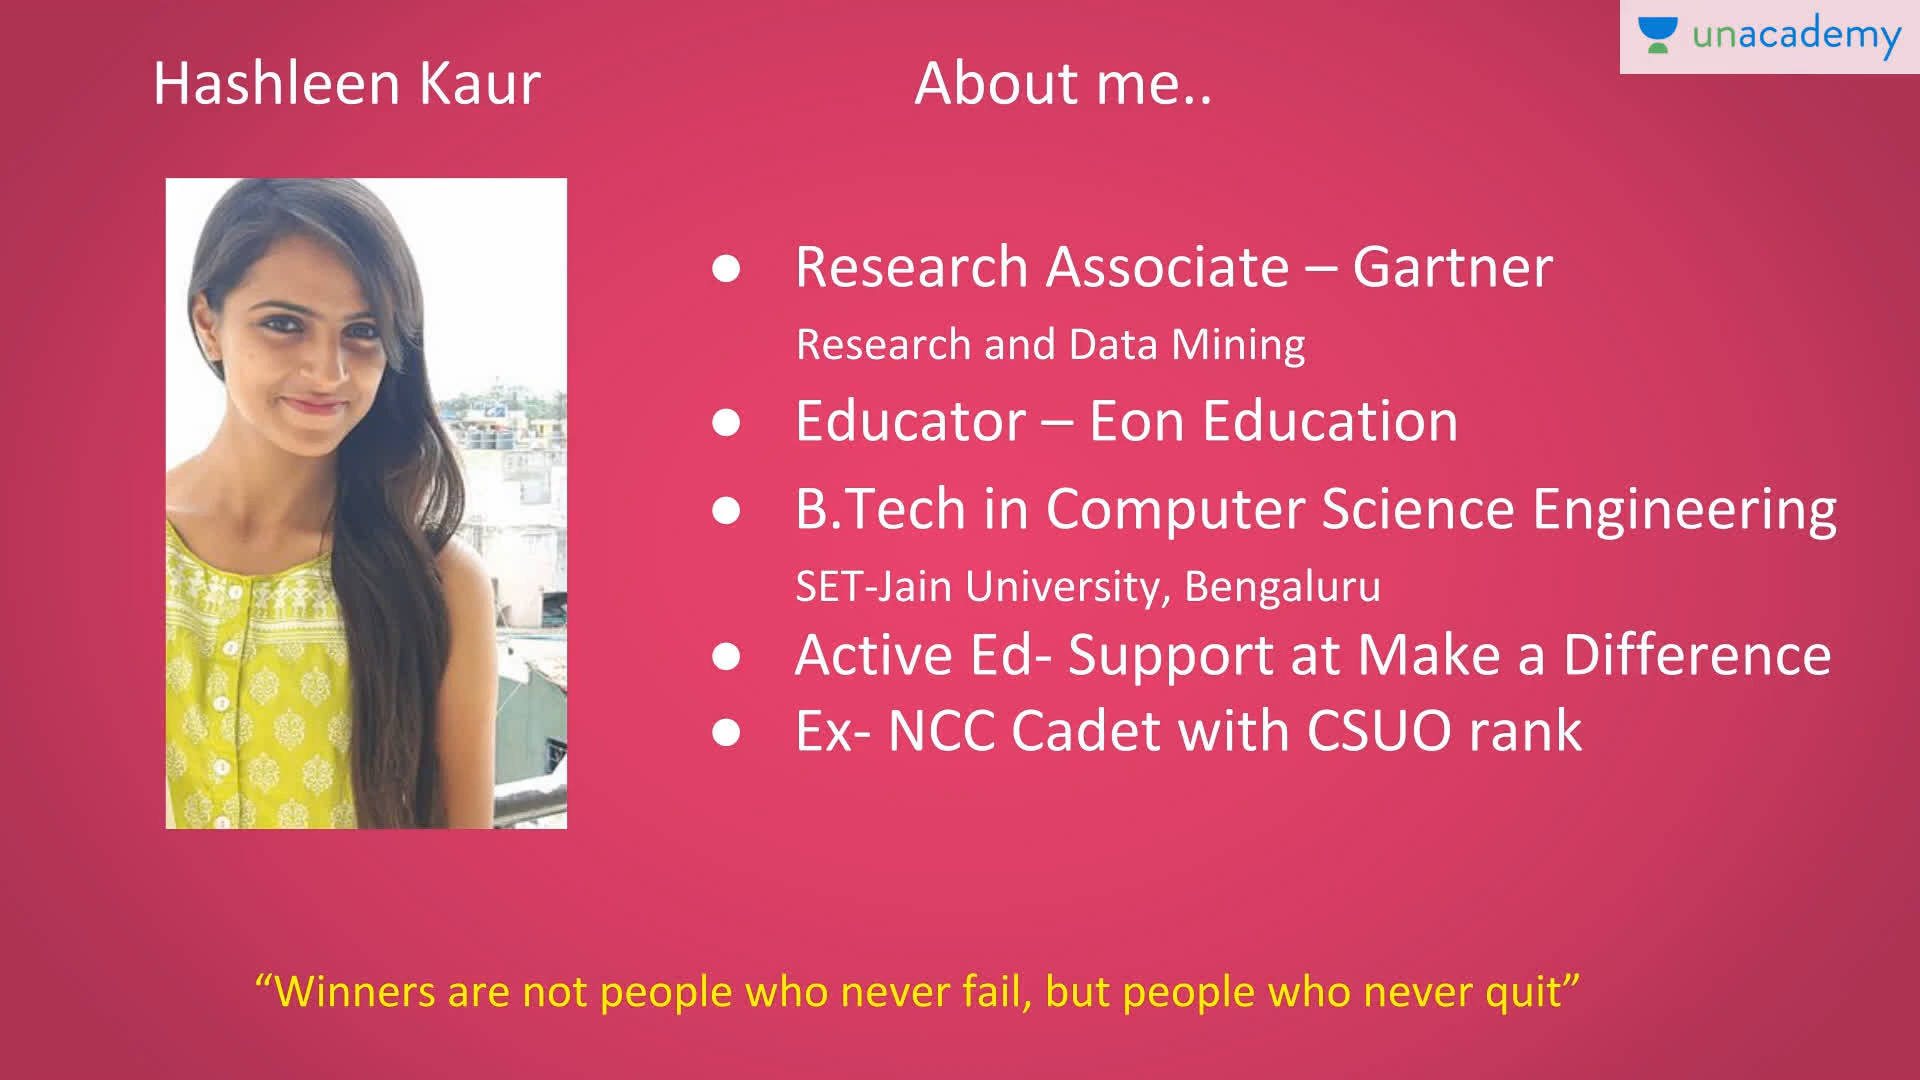 unacademy
Hashleen Kaur
About me..
● Research Associate – Gartner
Research and Data Mining
● Educator – Eon Education
● B.Tech in Computer Science Engineering
SET-Jain University, Bengaluru
● Active Ed- Support at Make a Difference
● Ex- NCC Cadet with CSUO rank
“Winners are not people who never fail, but people who never quit”